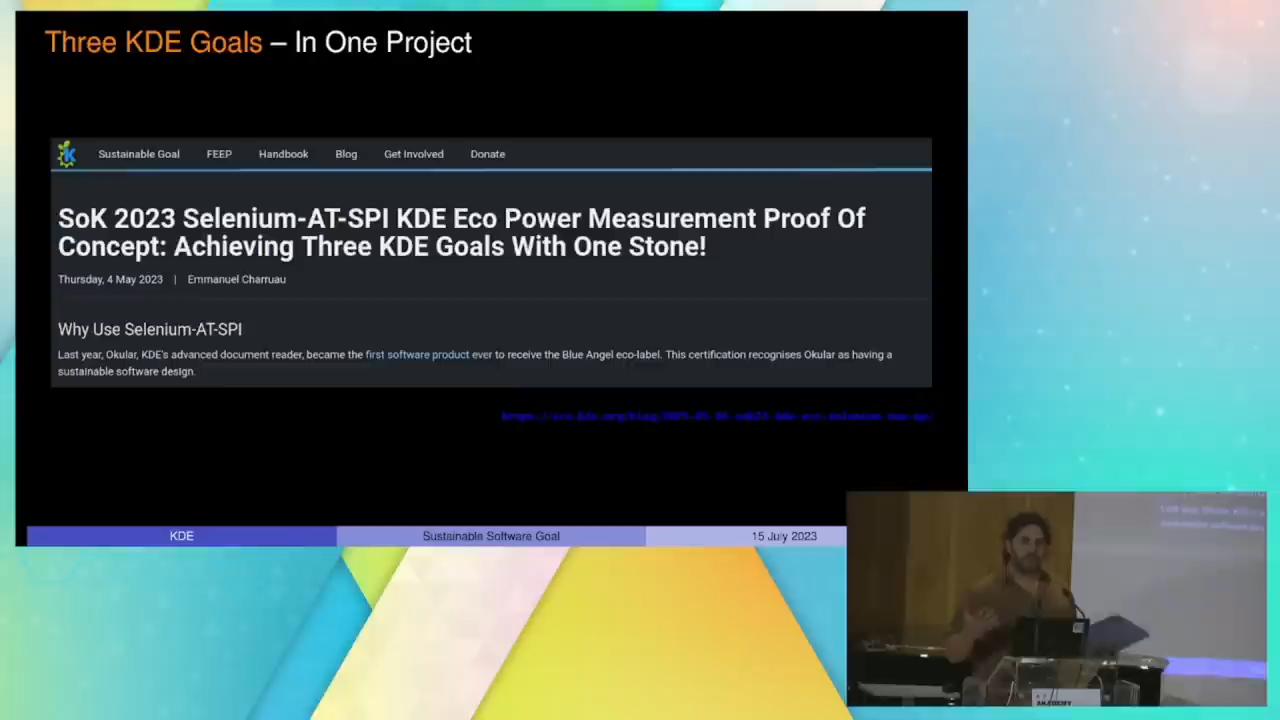 Three KDE Goals – In One Project
Sustainable Goal FEEP Handbook Blog Get Involved Donate
SoK 2023 Selenium-AT-SPI KDE Eco Power Measurement Proof Of
Concept: Achieving Three KDE Goals With One Stone!
Thursday, 4 May 2023 | Emmanuel Charruau
Why Use Selenium-AT-SPI
Last year, Okular, KDE's advanced document reader, became the first software product ever to receive the Blue Angel eco-label. This certification recognises Okular as having a
sustainable software design.
KDE Sustainable Software Goal 15 July 2023